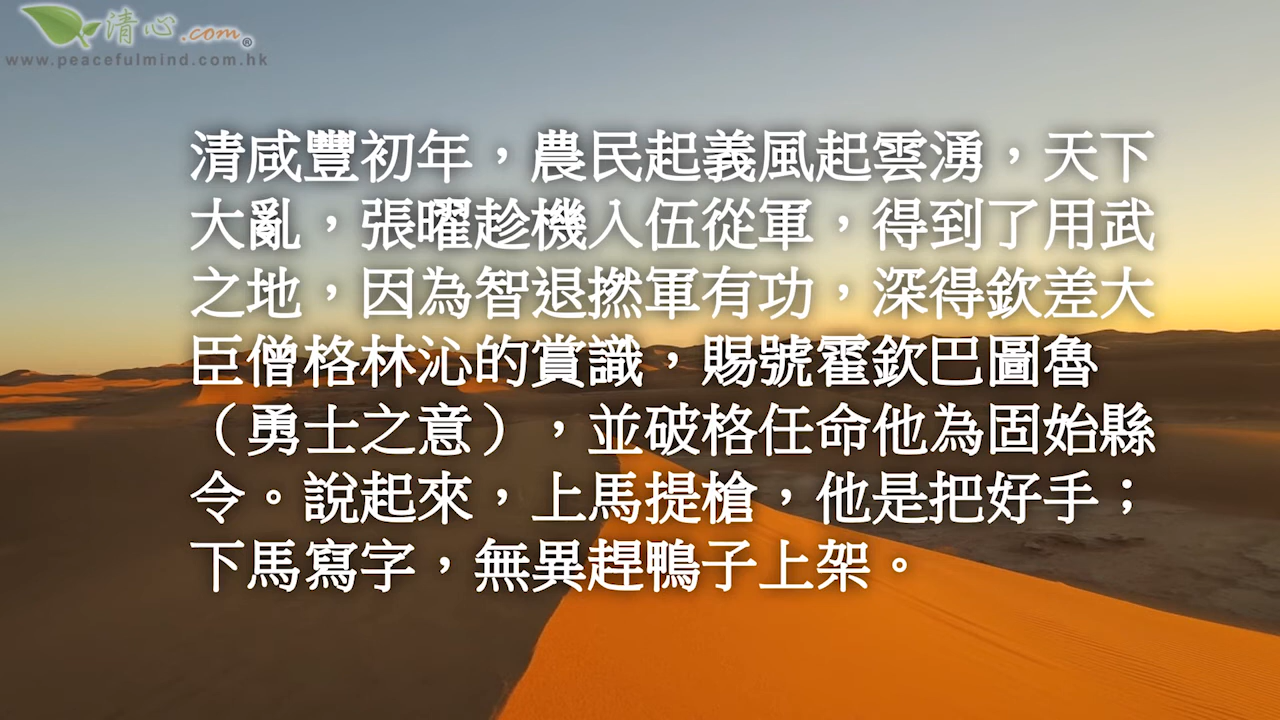 清心.com®
www.peacefulmind.com.hk
清咸豐初年，農民起義風起雲湧，天下
大亂，張曜趁機入伍從軍，得到了用武
之地，因為智退撚軍有功，深得欽差大
臣僧格林沁的賞識，賜號霍欽巴圖魯
（勇士之意），並破格任命他為固始縣
令。說起來，上馬提槍，他是把好手；
下馬寫字，無異趕鴨子上架。